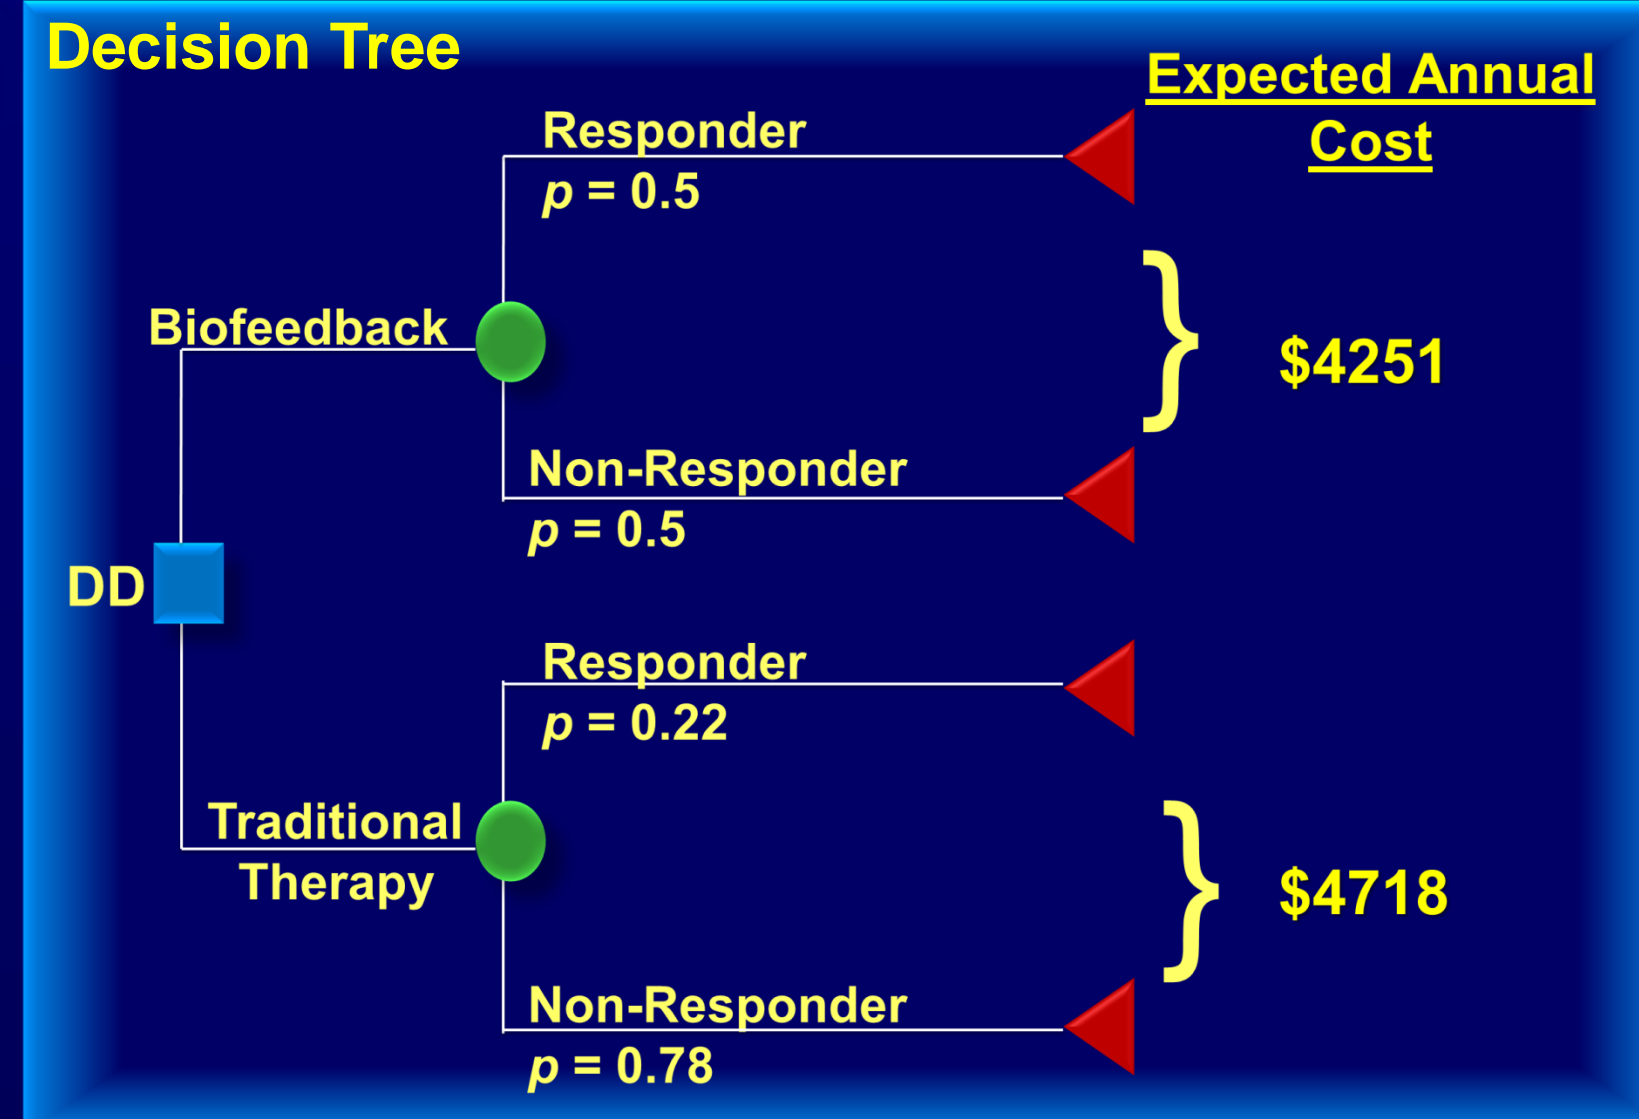 Decision Tree
Expected Annual
Cost
Responder
p = 0.5
Biofeedback
}
$4251
Non-Responder
p = 0.5
DD
Responder
p = 0.22
Traditional
Therapy
}
$4718
Non-Responder
p = 0.78